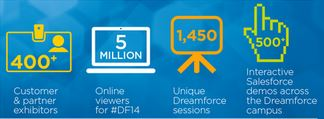 400+
Customer
& partner
exhibitors
5
MILLION
Online
viewers
for #DF14
1,450
Unique
Dreamforce
sessions
500+
Interactive
Salesforce
demos across
the Dreamforce
campus